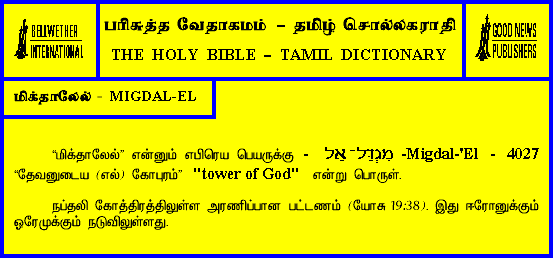 BELLWETHER
INTERNATIONAL
பரிசுத்த வேதாகமம் – தமிழ் சொல்லகராதி
THE HOLY BIBLE – TAMIL DICTIONARY
GOOD NEWS
PUBLISHERS
மிக்தாலேல் - MIGDAL-EL
“மிக்தாலேல்” என்னும் எபிரெய பெயருக்கு - מִגְדַּל־אֵל -Migdal-'El - 4027
“தேவனுடைய (எல்) கோபுரம்” "tower of God" என்று பொருள்.
நப்தலி கோத்திரத்திலுள்ள அரணிப்பான பட்டணம் (யோசு 19:38). இது ஈரோனுக்கும்
ஒரேமுக்கும் நடுவிலுள்ளது.